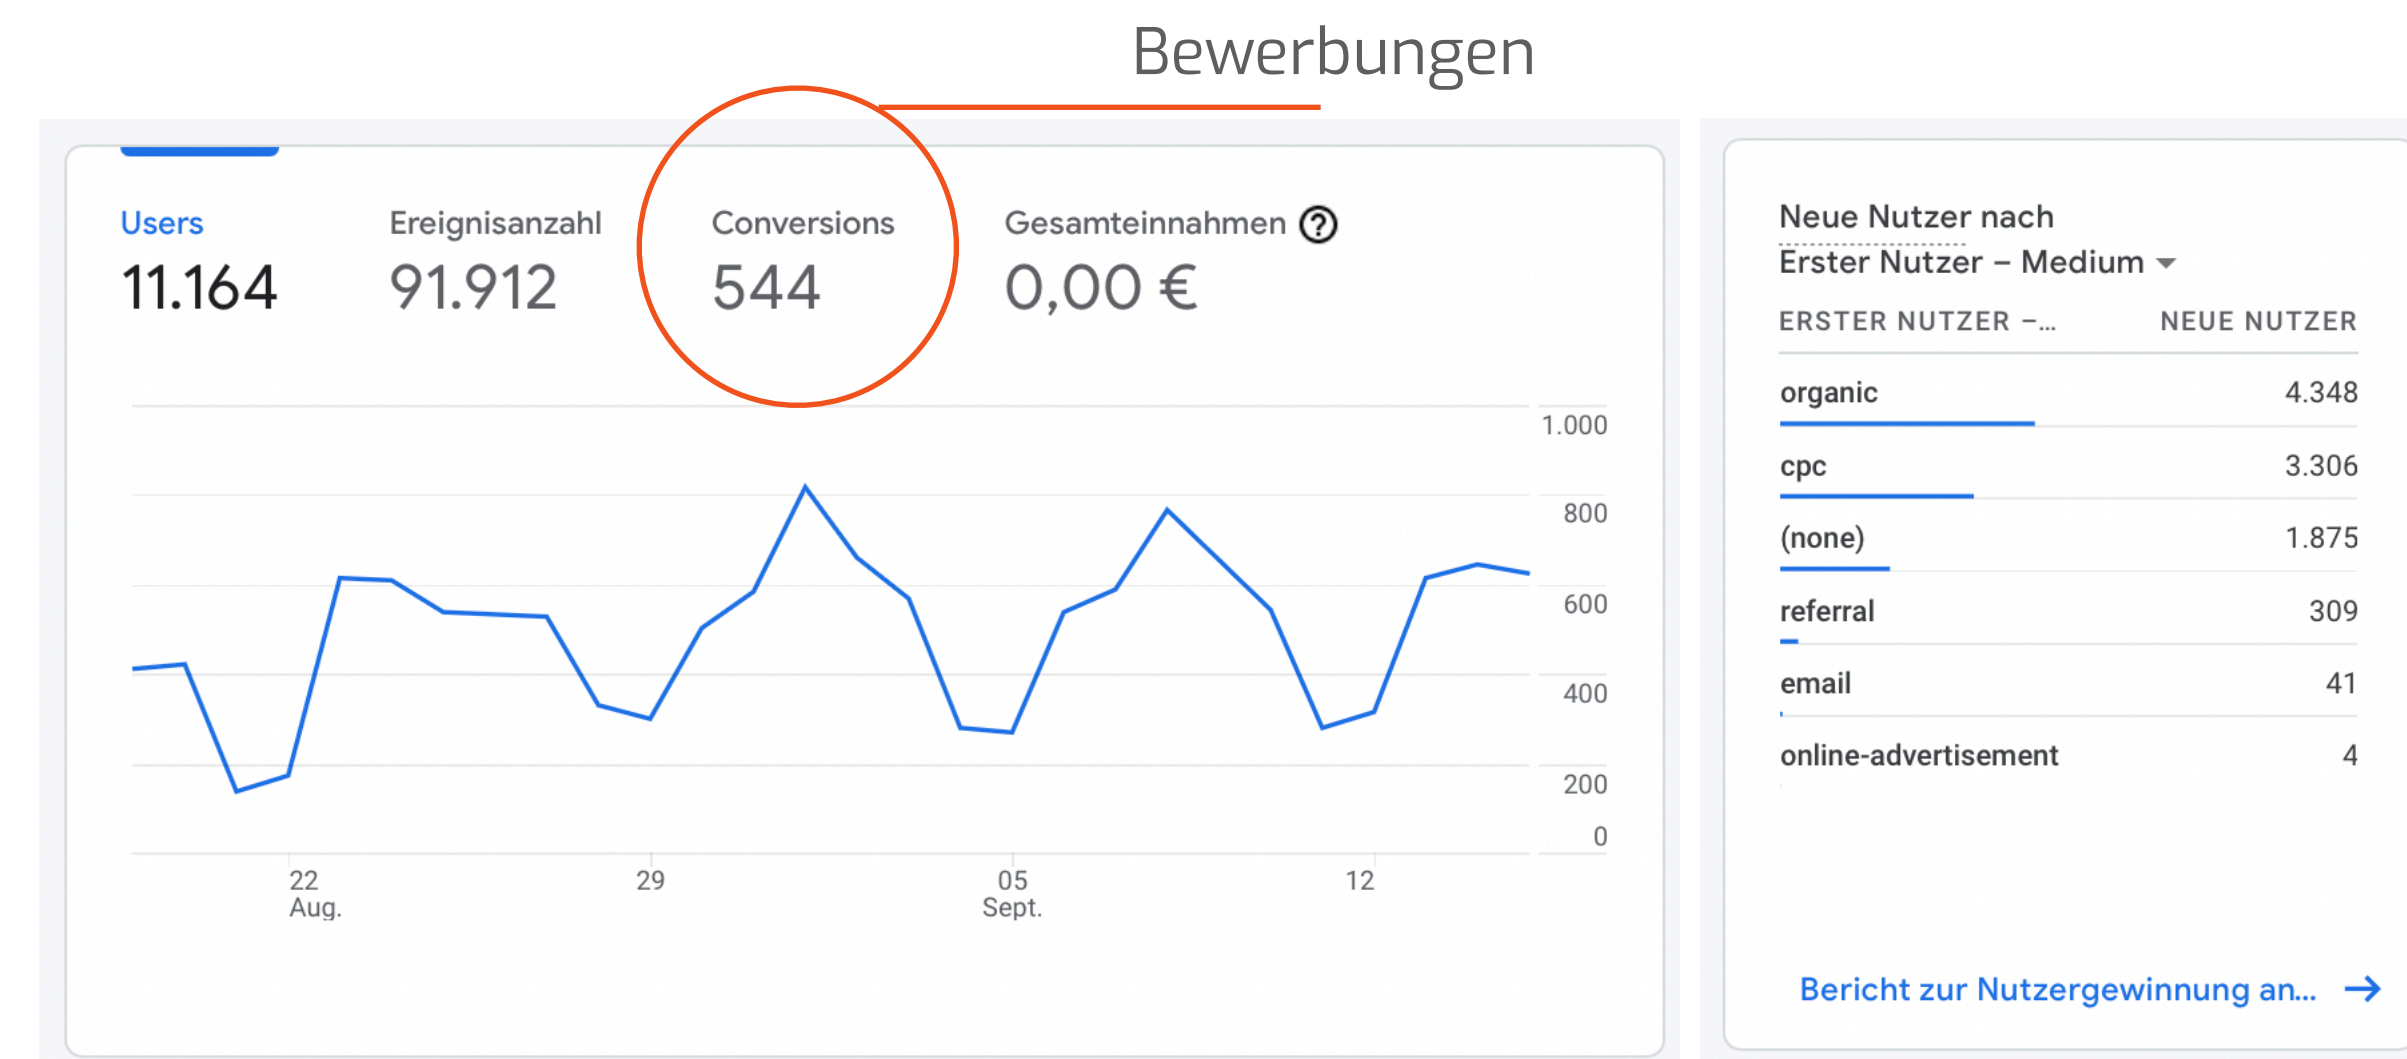 Bewerbungen
Users
11.164
Ereignisanzahl
91.912
Conversions
544
Gesamteinnahmen ?
0,00 €
1.000
800
600
400
200
0
22
Aug.
29
05
Sept.
12
Neue Nutzer nach
Erster Nutzer – Medium
ERSTER NUTZER –... NEUE NUTZER
organic 4.348
cpc 3.306
(none) 1.875
referral 309
email 41
online-advertisement 4
Bericht zur Nutzergewinnung an... →